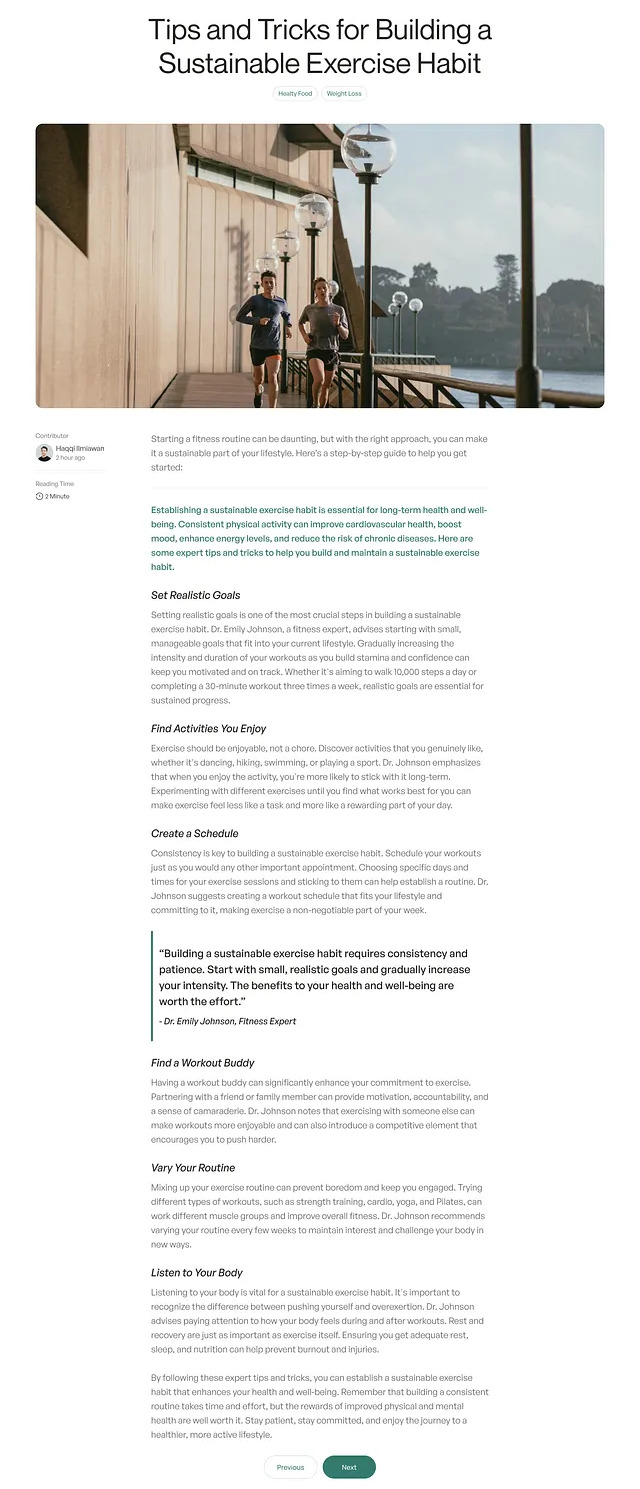 Tips and Tricks for Building a
Sustainable Exercise Habit
Healty Food
Weight Loss
Contributor
Haqqi Ilmiawan
2 hour ago
Reading Time
2 Minute
Starting a fitness routine can be daunting, but with the right approach, you can make
it a sustainable part of your lifestyle. Here's a step-by-step guide to help you get
started:
Establishing a sustainable exercise habit is essential for long-term health and well-
being. Consistent physical activity can improve cardiovascular health, boost
mood, enhance energy levels, and reduce the risk of chronic diseases. Here are
some expert tips and tricks to help you build and maintain a sustainable exercise
habit.
Set Realistic Goals
Setting realistic goals is one of the most crucial steps in building a sustainable
exercise habit. Dr. Emily Johnson, a fitness expert, advises starting with small,
manageable goals that fit into your current lifestyle. Gradually increasing the
intensity and duration of your workouts as you build stamina and confidence can
keep you motivated and on track. Whether it's aiming to walk 10,000 steps a day or
completing a 30-minute workout three times a week, realistic goals are essential for
sustained progress.
Find Activities You Enjoy
Exercise should be enjoyable, not a chore. Discover activities that you genuinely like,
whether it's dancing, hiking, swimming, or playing a sport. Dr. Johnson emphasizes
that when you enjoy the activity, you're more likely to stick with it long-term.
Experimenting with different exercises until you find what works best for you can
make exercise feel less like a task and more like a rewarding part of your day.
Create a Schedule
Consistency is key to building a sustainable exercise habit. Schedule your workouts
just as you would any other important appointment. Choosing specific days and
times for your exercise sessions and sticking to them can help establish a routine. Dr.
Johnson suggests creating a workout schedule that fits your lifestyle and
committing to it, making exercise a non-negotiable part of your week.
“Building a sustainable exercise habit requires consistency and
patience. Start with small, realistic goals and gradually increase
your intensity. The benefits to your health and well-being are
worth the effort.”
- Dr. Emily Johnson, Fitness Expert
Find a Workout Buddy
Having a workout buddy can significantly enhance your commitment to exercise.
Partnering with a friend or family member can provide motivation, accountability, and
a sense of camaraderie. Dr. Johnson notes that exercising with someone else can
make workouts more enjoyable and can also introduce a competitive element that
encourages you to push harder.
Vary Your Routine
Mixing up your exercise routine can prevent boredom and keep you engaged. Trying
different types of workouts, such as strength training, cardio, yoga, and Pilates, can
work different muscle groups and improve overall fitness. Dr. Johnson recommends
varying your routine every few weeks to maintain interest and challenge your body in
new ways.
Listen to Your Body
Listening to your body is vital for a sustainable exercise habit. It's important to
recognize the difference between pushing yourself and overexertion. Dr. Johnson
advises paying attention to how your body feels during and after workouts. Rest and
recovery are just as important as exercise itself. Ensuring you get adequate rest,
sleep, and nutrition can help prevent burnout and injuries.
By following these expert tips and tricks, you can establish a sustainable exercise
habit that enhances your health and well-being. Remember that building a consistent
routine takes time and effort, but the rewards of improved physical and mental
health are well worth it. Stay patient, stay committed, and enjoy the journey to a
healthier, more active lifestyle.
Previous
Next